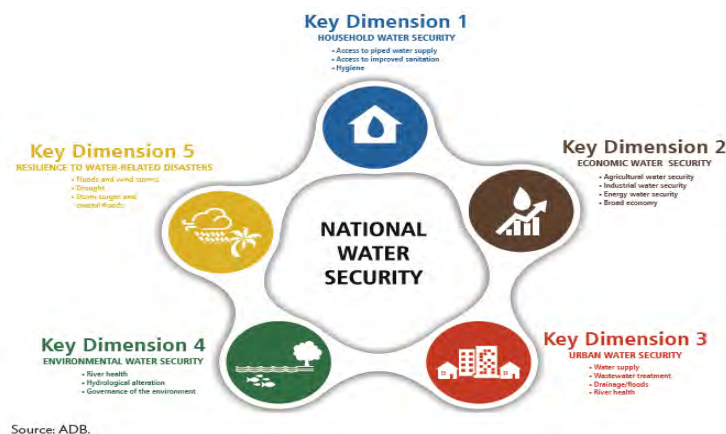 Key Dimension 1
HOUSEHOLD WATER SECURITY
• Access to piped water supply
• Access to improved sanitation
• Hygiene
Key Dimension 2
ECONOMIC WATER SECURITY
• Agricultural water security
• Industrial water security
• Energy water security
• Broad economy
Key Dimension 5
RESILIENCE TO WATER-RELATED DISASTERS
• Floods and wind storms
• Drought
• Storm surges and
coastal floods
NATIONAL
WATER
SECURITY
Key Dimension 4
ENVIRONMENTAL WATER SECURITY
• River health
• Hydrological alteration
• Governance of the environment
Key Dimension 3
URBAN WATER SECURITY
• Water supply
• Wastewater treatment
• Drainage/floods
• River health
Source: ADB.